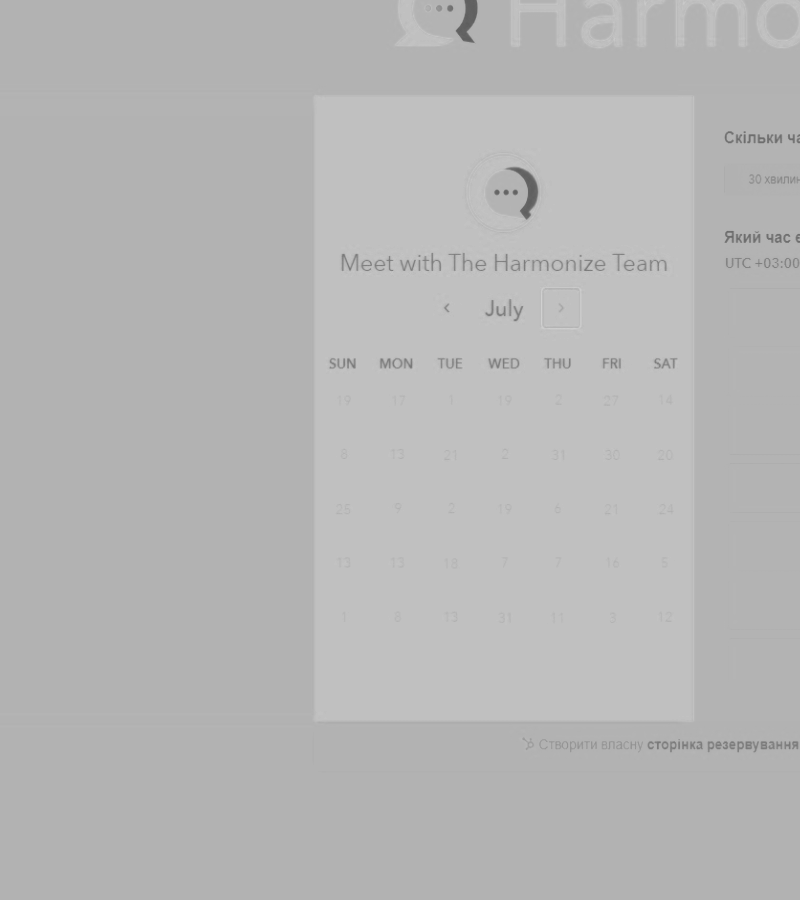 Harmo
Скільки ча
30 хвилин
Meet with The Harmonize Team
Який час є
UTC +03:00
July
SUN MON TUE WED THU FRI SAT
19 17 1 19 2 27 14
8 13 21 2 31 30 20
25 9 2 19 6 21 24
13 13 18 7 7 16 5
1 8 13 31 11 3 12
Створити власну сторінка резервування